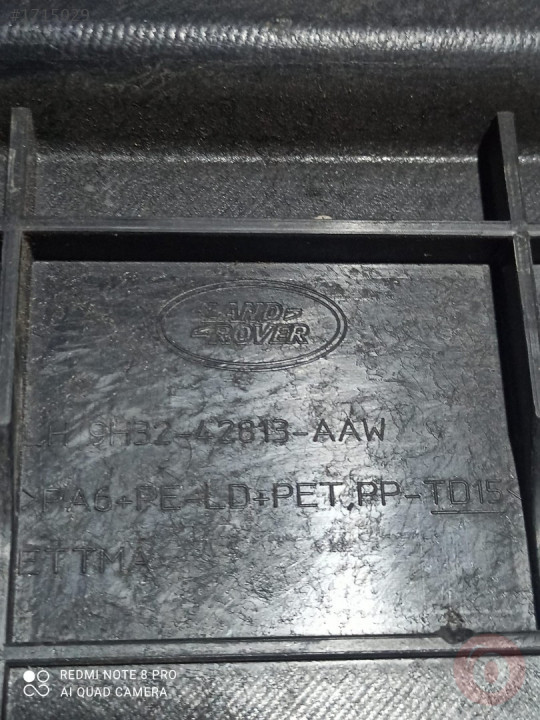 #1715079
LAND
ROVER
LH 9H32-42813-AAW
>PA6+PE-LD+PET,PP-TD15<
ETTMA
REDMI NOTE 8 PRO
AI QUAD CAMERA